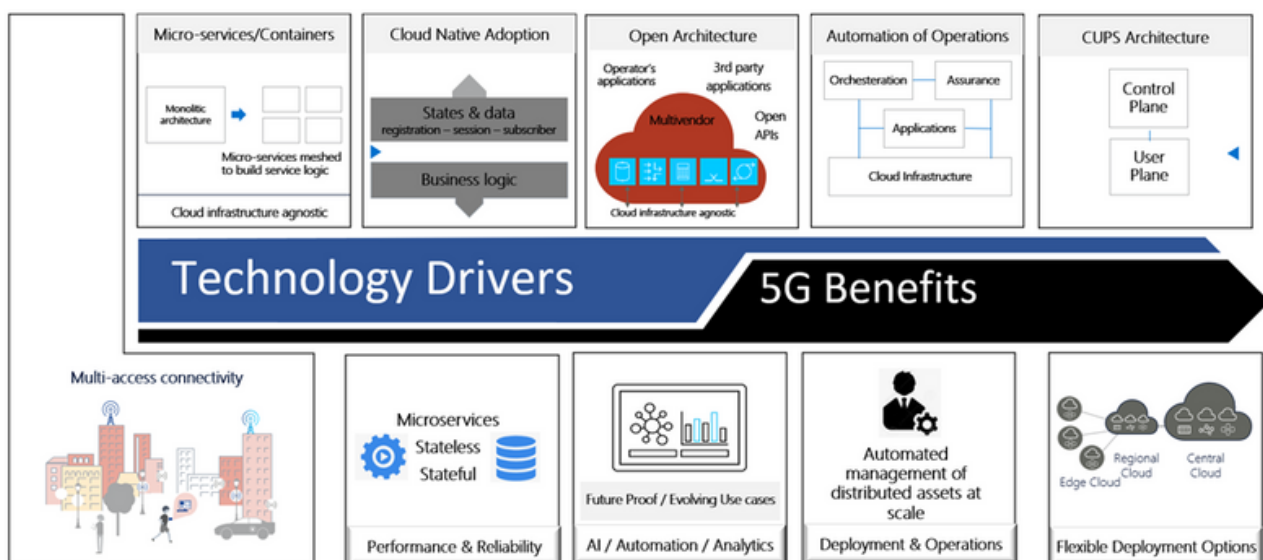 Micro-services/Containers
Monolitic
architecture
Micro-services meshed
to build service logic
Cloud infrastructure agnostic
Cloud Native Adoption
States & data
registration – session – subscriber
Business logic
Open Architecture
Operator's
applications
3rd party
applications
Multivendor
Open
APIs
Cloud infrastructure agnostic
Automation of Operations
Orchesteration
Assurance
Applications
Cloud Infrastructure
CUPS Architecture
Control
Plane
User
Plane
Technology Drivers
5G Benefits
Multi-access connectivity
Microservices
Stateless
Stateful
Performance & Reliability
Future Proof / Evolving Use cases
AI / Automation / Analytics
Automated
management of
distributed assets at
scale
Deployment & Operations
Edge Cloud
Regional
Cloud
Central
Cloud
Flexible Deployment Options